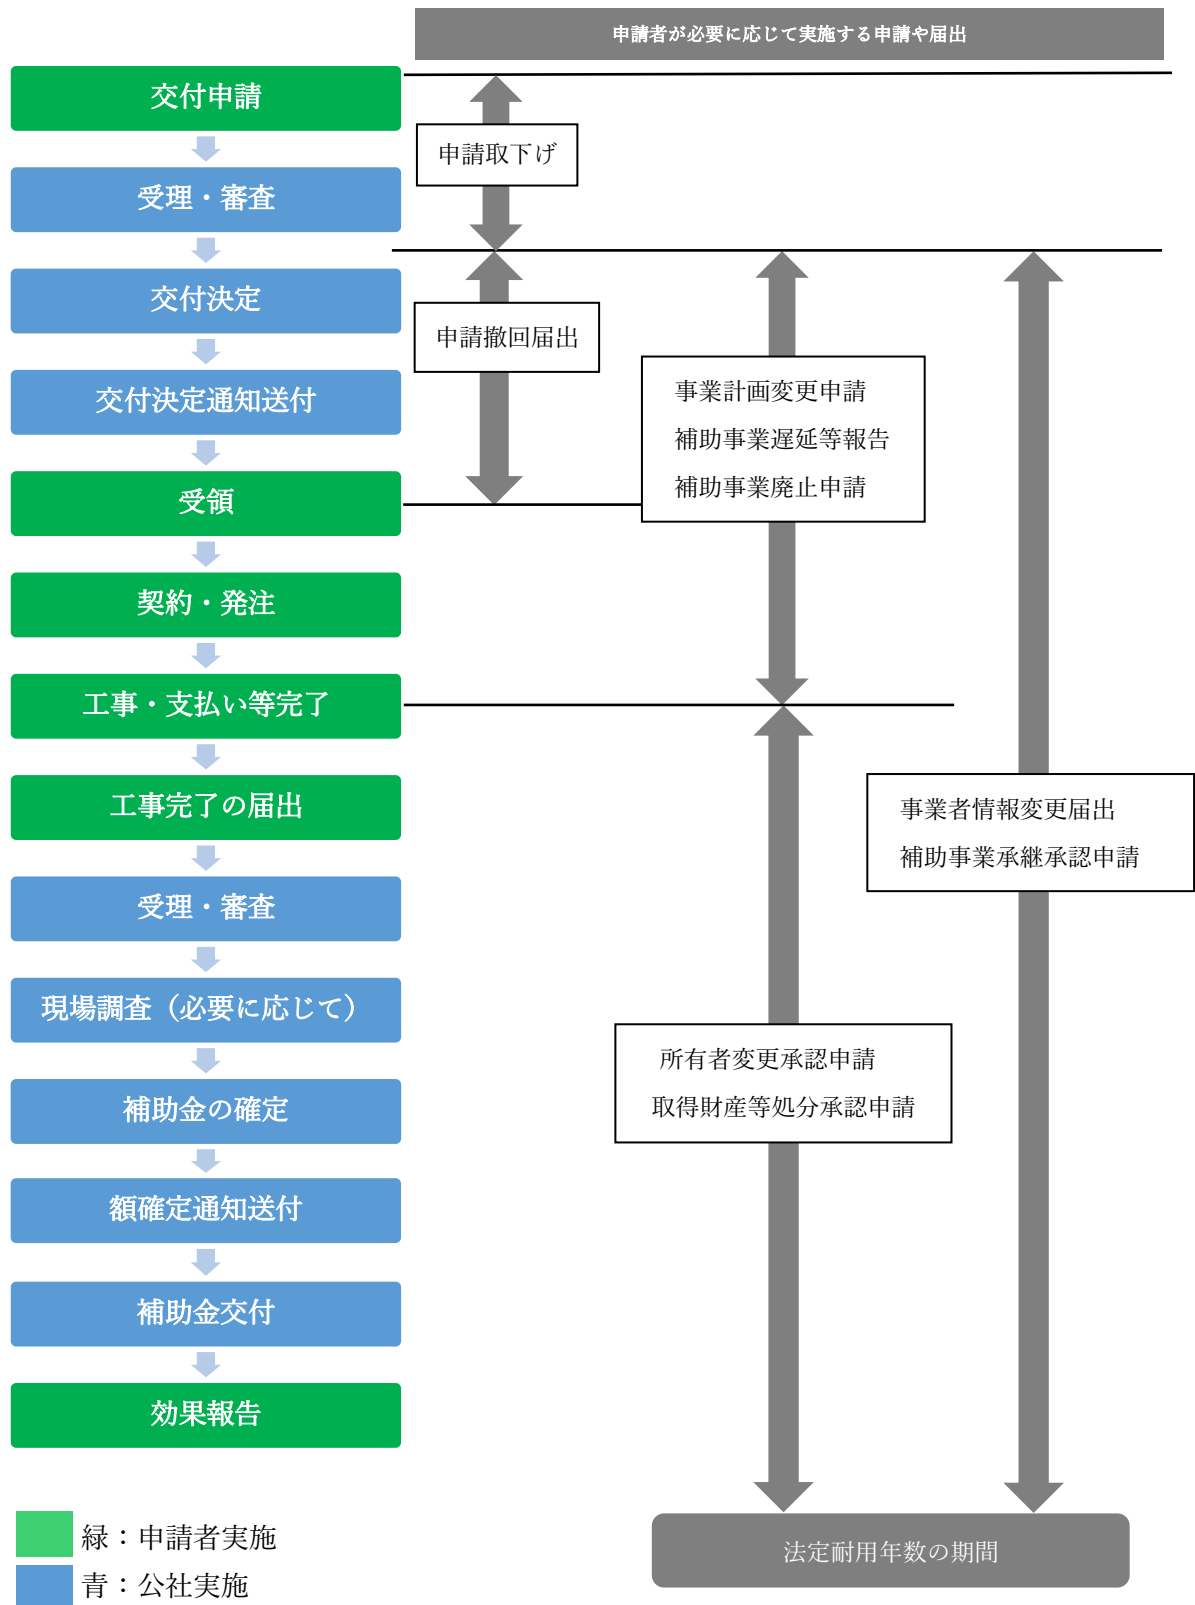 申請者が必要に応じて実施する申請や届出
交付申請
申請取下げ
受理・審査
交付決定
申請撤回届出
交付決定通知送付
事業計画変更申請
補助事業遅延等報告
補助事業廃止申請
受領
契約・発注
工事・支払い等完了
工事完了の届出
事業者情報変更届出
補助事業承継承認申請
受理・審査
現場調査（必要に応じて）
所有者変更承認申請
取得財産等処分承認申請
補助金の確定
額確定通知送付
補助金交付
効果報告
緑：申請者実施
法定耐用年数の期間
青：公社実施